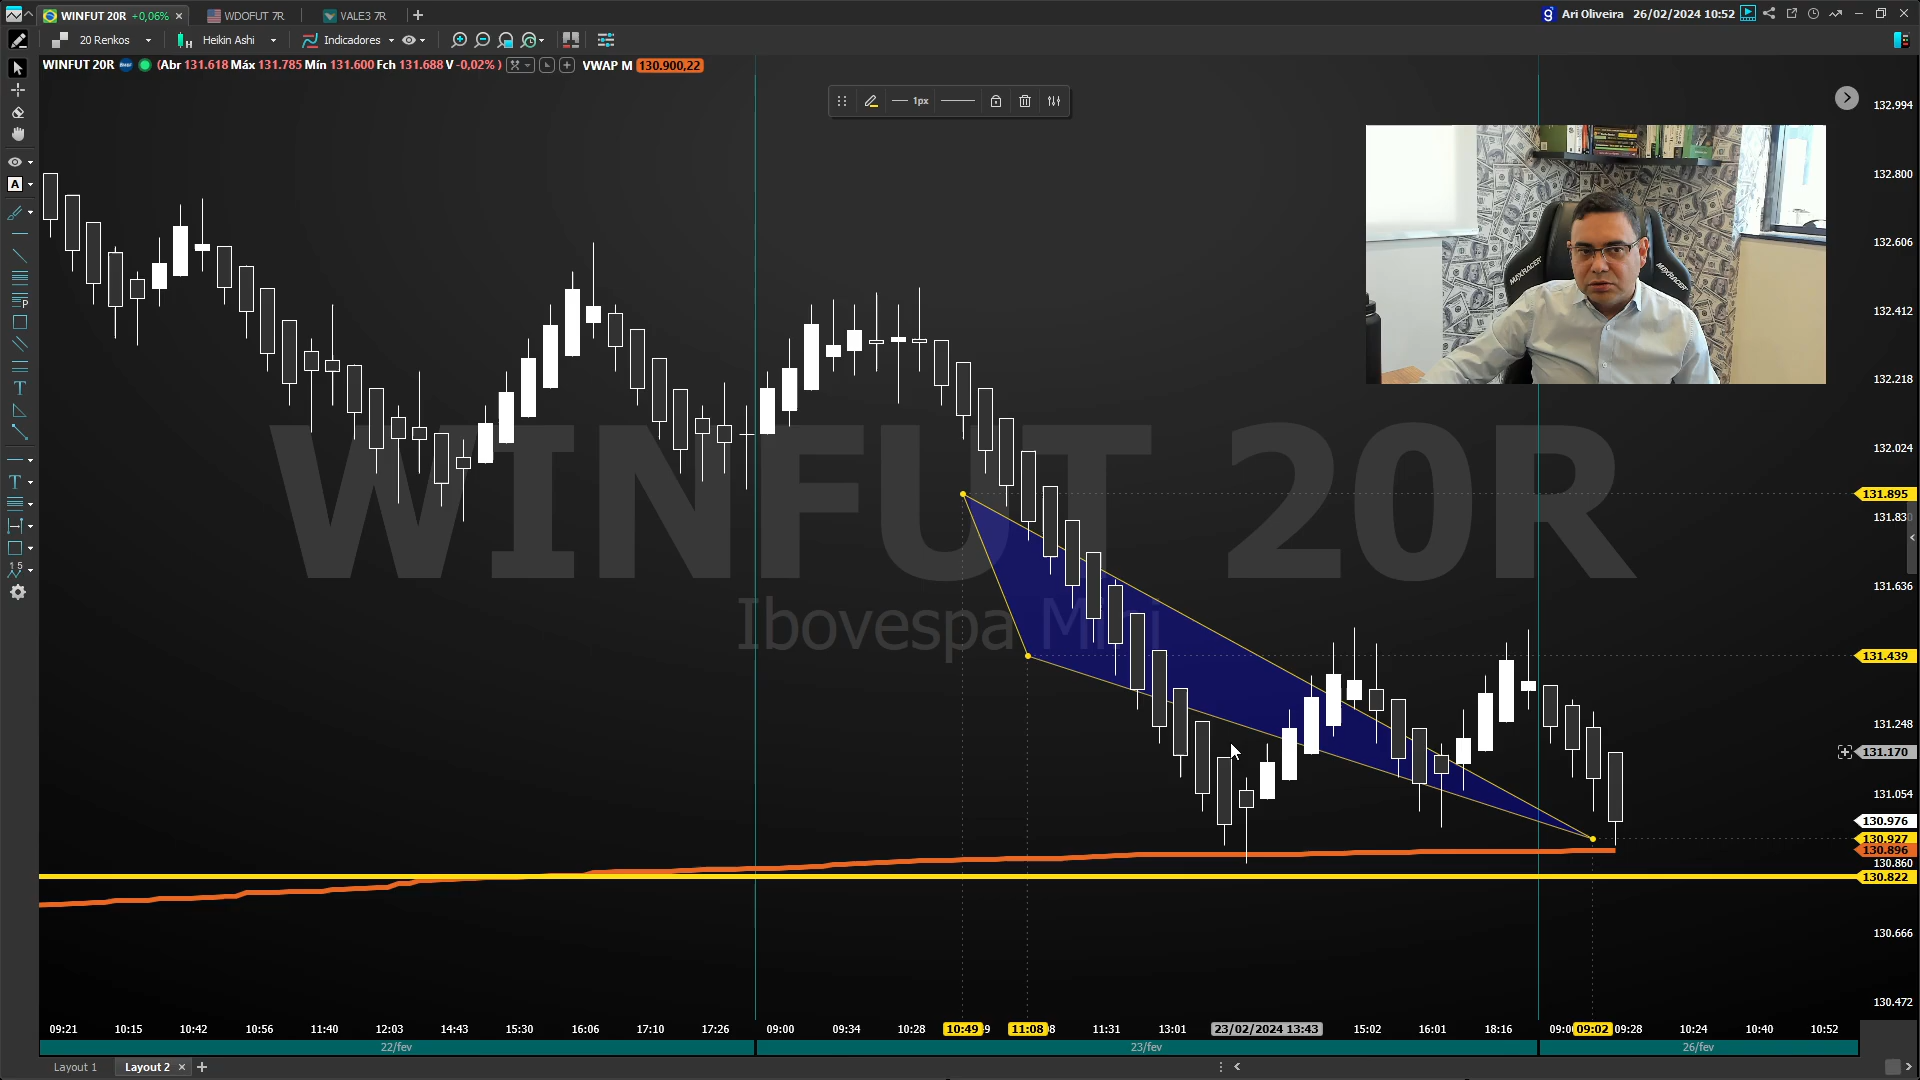 WINFUT 20R +0,06% WDOFUT 7R VALE3 7R
Ari Oliveira 26/02/2024 10:52
20 Renkos Heikin Ashi Indicadores
WINFUT 20R (Abr 131.618 Máx 131.785 Mín 131.600 Fch 131.688 V -0,02% ) VWAP M 130.900,22
1px
132.994
132.800
132.606
132.412
132.218
132.024
131.895
131.636
131.439
131.248
131.170
131.054
130.976
130.927
130.896
130.860
130.822
130.666
130.472
WINFUT 20R
Ibovespa Mini
MAXRACER MAXRACER
09:21 10:15 10:42 10:56 11:40 12:03 14:43 15:30 16:06 17:10 17:26 09:00 09:34 10:28 10:49 11:08 11:31 13:01 23/02/2024 13:43 15:02 16:01 18:16 09:02 09:28 10:24 10:40 10:52
22/fev 23/fev 26/fev
Layout 1 Layout 2